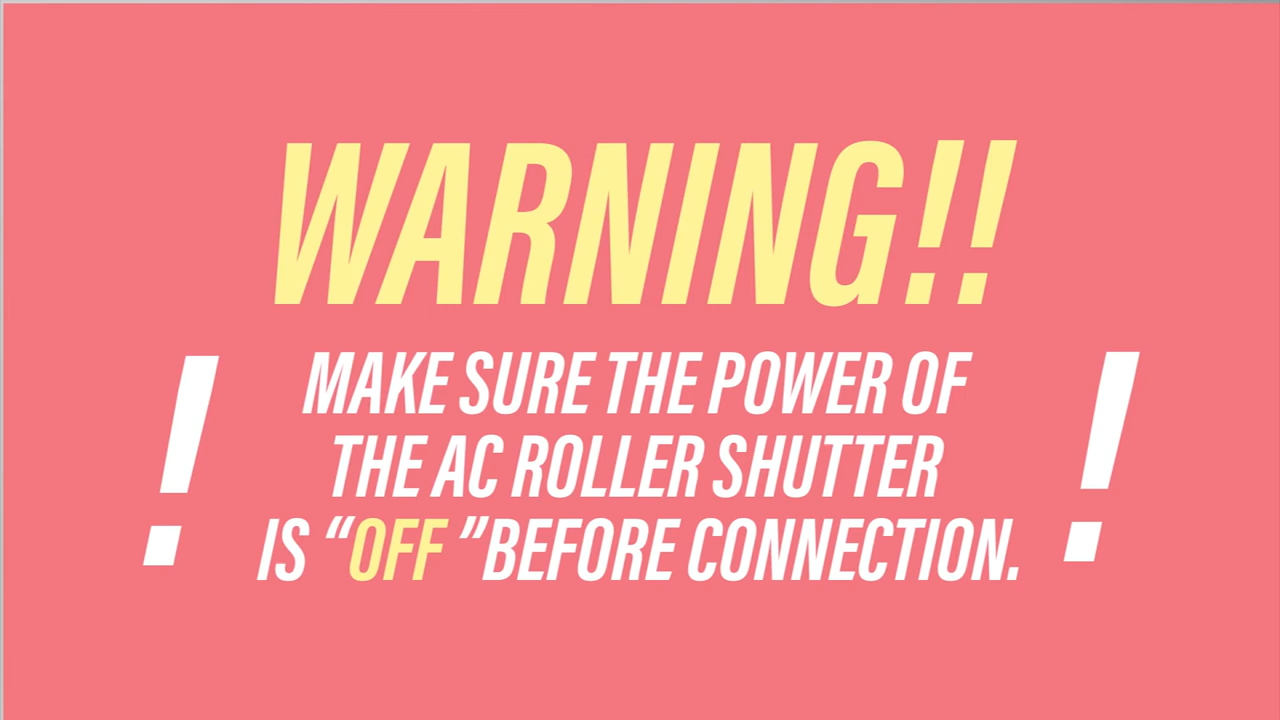 WARNING!!
! MAKE SURE THE POWER OF !
THE AC ROLLER SHUTTER
IS “OFF ”BEFORE CONNECTION.